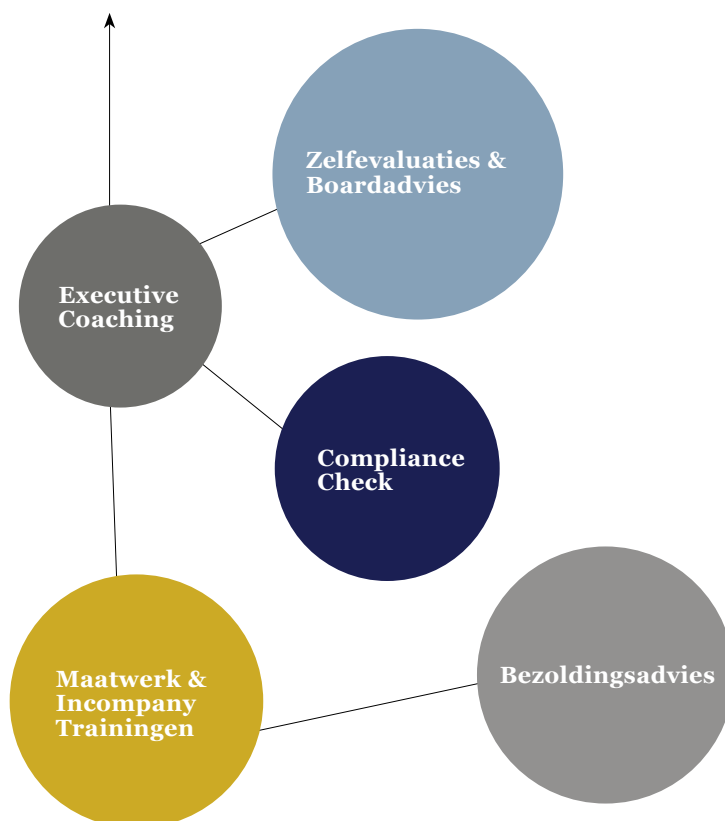 Zelfevaluaties &
Boardadvies
Executive
Coaching
Compliance
Check
Maatwerk &
Incompany
Trainingen
Bezoldingsadvies